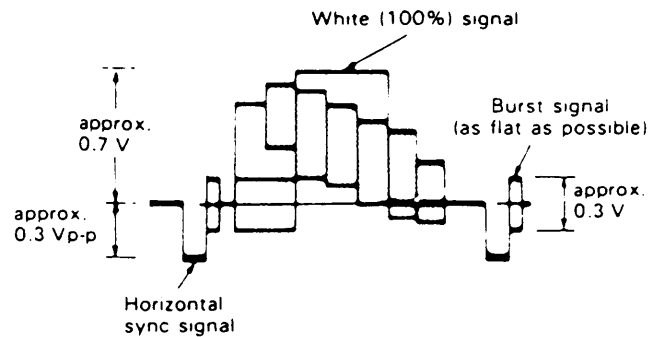 White (100%) signal
approx.
0.7 V
Burst signal
(as flat as possible)
approx.
0.3 Vp-p
approx.
0.3 V
Horizontal
sync signal